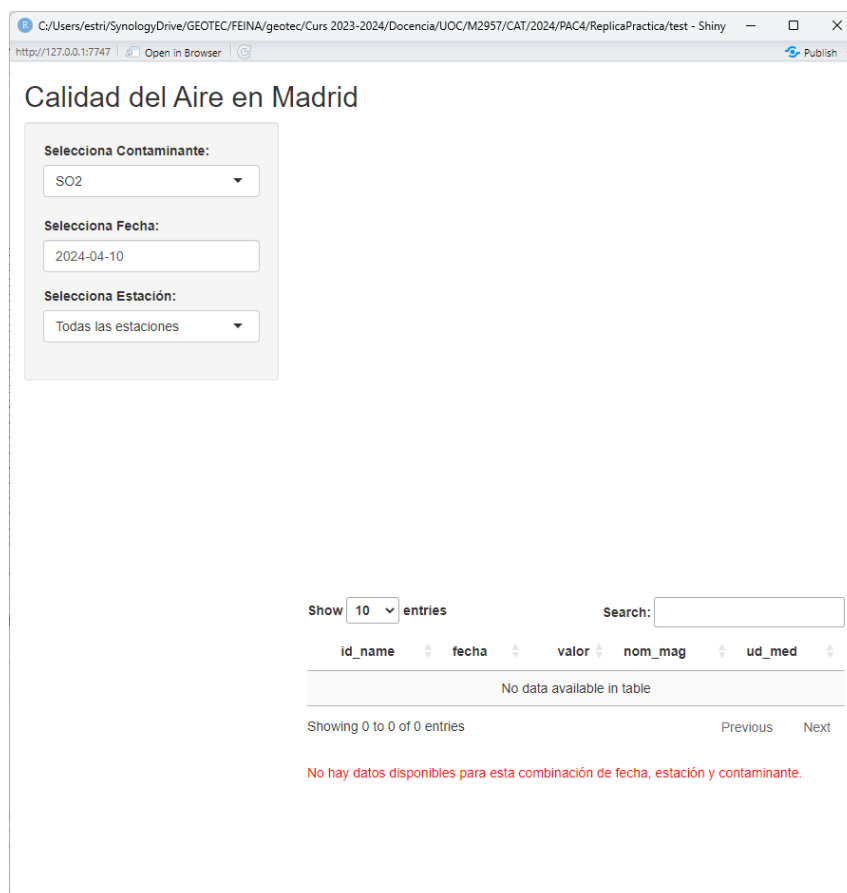 C:/Users/estri/SynologyDrive/GEOTEC/FEINA/geotec/Curs 2023-2024/Docencia/UOC/M2957/CAT/2024/PAC4/ReplicaPractica/test - Shiny
http://127.0.0.1:7747 Open in Browser Publish
Calidad del Aire en Madrid
Selecciona Contaminante:
SO2
Selecciona Fecha:
2024-04-10
Selecciona Estación:
Todas las estaciones
Show 10 entries Search:
id_name fecha valor nom_mag ud_med
No data available in table
Showing 0 to 0 of 0 entries Previous Next
No hay datos disponibles para esta combinación de fecha, estación y contaminante.